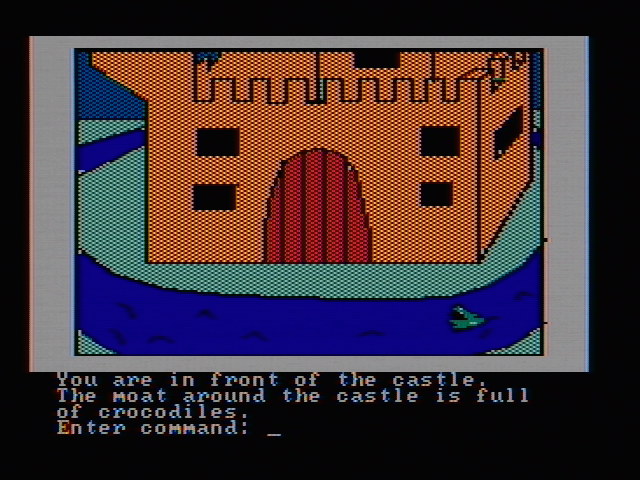 You are in front of the castle.
The moat around the castle is full
of crocodiles.
Enter command: _